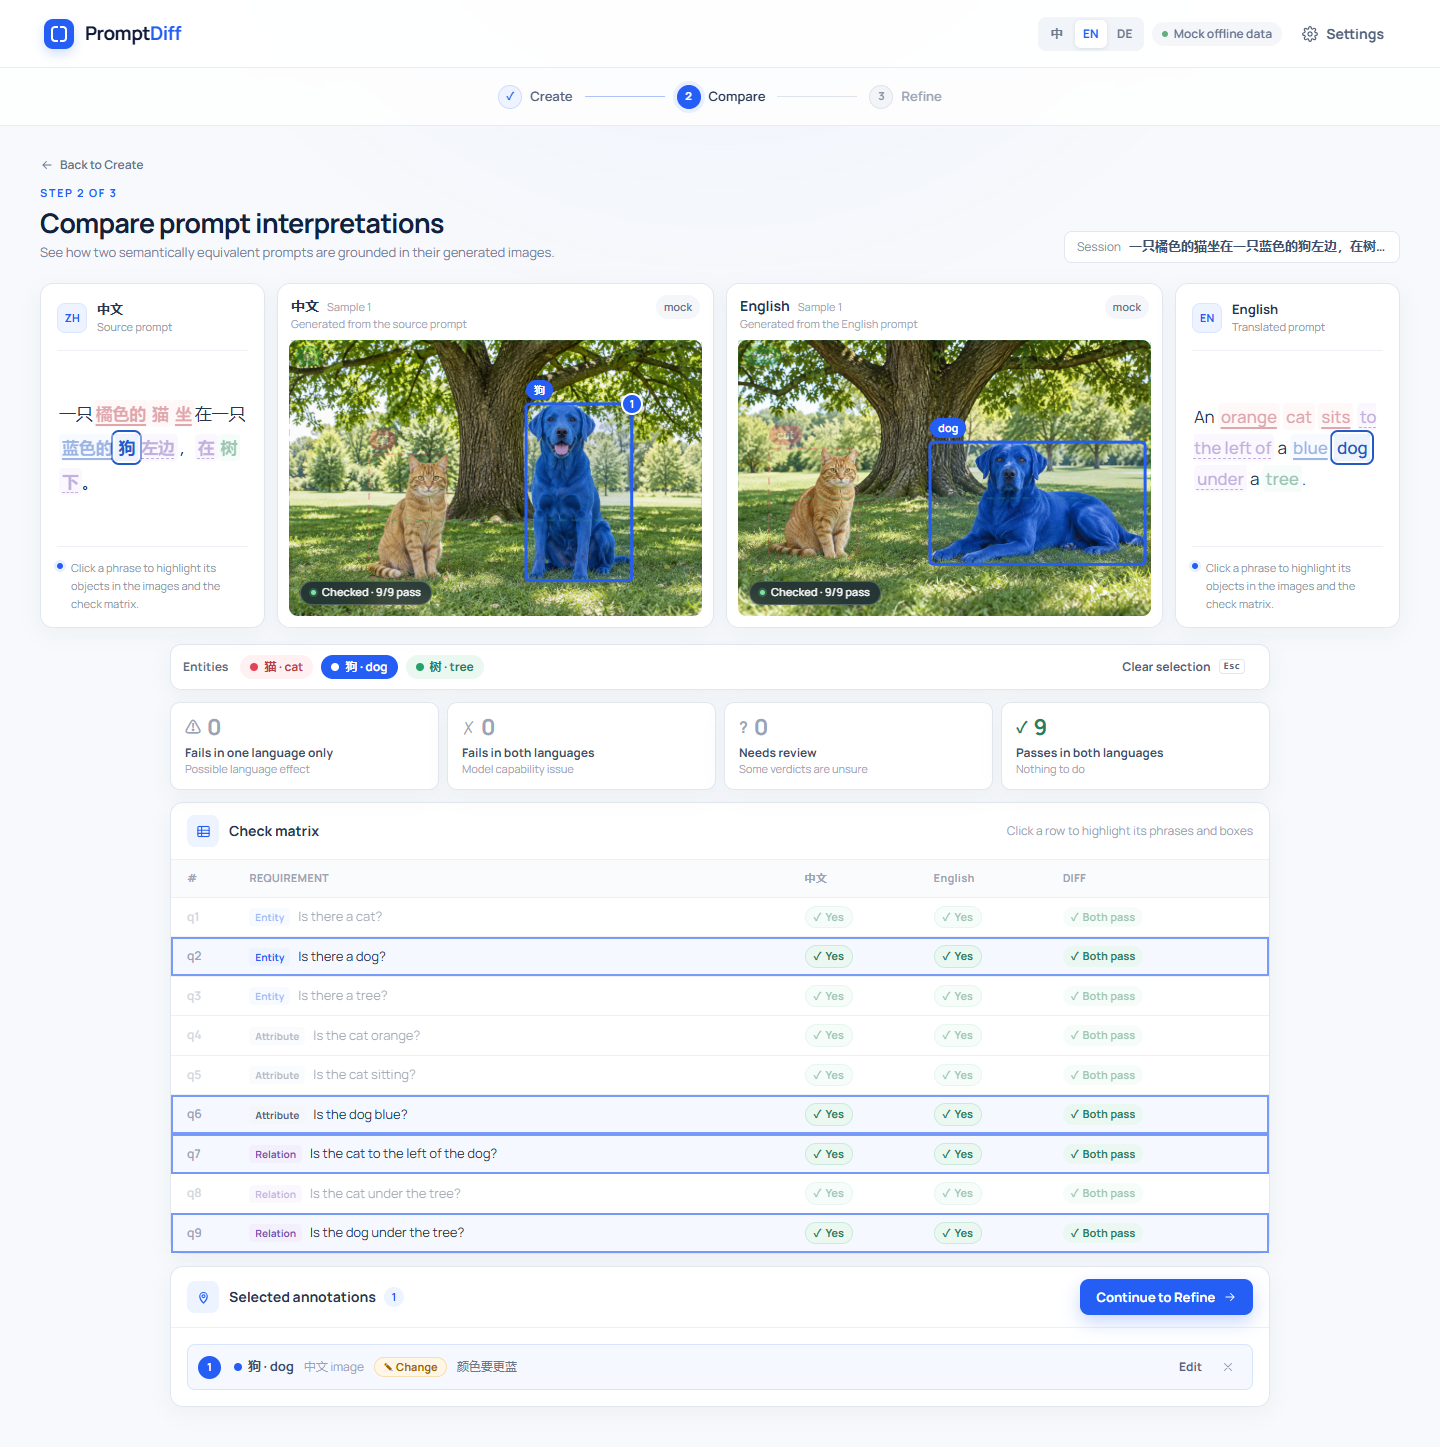 PromptDiff
中 EN DE
Mock offline data
Settings
✓ Create
2 Compare
3 Refine
← Back to Create
STEP 2 OF 3
Compare prompt interpretations
See how two semantically equivalent prompts are grounded in their generated images.
Session 一只橘色的猫坐在一只蓝色的狗左边，在树…
ZH 中文
Source prompt
一只 橘色的 猫 坐 在一只
蓝色的 狗 左边 ， 在 树
下 。
Click a phrase to highlight its
objects in the images and the
check matrix.
中文 Sample 1
mock
Generated from the source prompt
狗
1
Checked · 9/9 pass
English Sample 1
mock
Generated from the English prompt
dog
Checked · 9/9 pass
EN English
Translated prompt
An orange cat sits to
the left of a blue dog
under a tree .
Click a phrase to highlight its
objects in the images and the
check matrix.
Entities 猫 · cat 狗 · dog 树 · tree
Clear selection Esc
0
Fails in one language only
Possible language effect
✗ 0
Fails in both languages
Model capability issue
? 0
Needs review
Some verdicts are unsure
✓ 9
Passes in both languages
Nothing to do
Check matrix
Click a row to highlight its phrases and boxes
# REQUIREMENT 中文 English DIFF
q1 Entity Is there a cat? ✓ Yes ✓ Yes ✓ Both pass
q2 Entity Is there a dog? ✓ Yes ✓ Yes ✓ Both pass
q3 Entity Is there a tree? ✓ Yes ✓ Yes ✓ Both pass
q4 Attribute Is the cat orange? ✓ Yes ✓ Yes ✓ Both pass
q5 Attribute Is the cat sitting? ✓ Yes ✓ Yes ✓ Both pass
q6 Attribute Is the dog blue? ✓ Yes ✓ Yes ✓ Both pass
q7 Relation Is the cat to the left of the dog? ✓ Yes ✓ Yes ✓ Both pass
q8 Relation Is the cat under the tree? ✓ Yes ✓ Yes ✓ Both pass
q9 Relation Is the dog under the tree? ✓ Yes ✓ Yes ✓ Both pass
Selected annotations 1
Continue to Refine →
1 狗 · dog 中文 image Change 颜色要更蓝
Edit ×